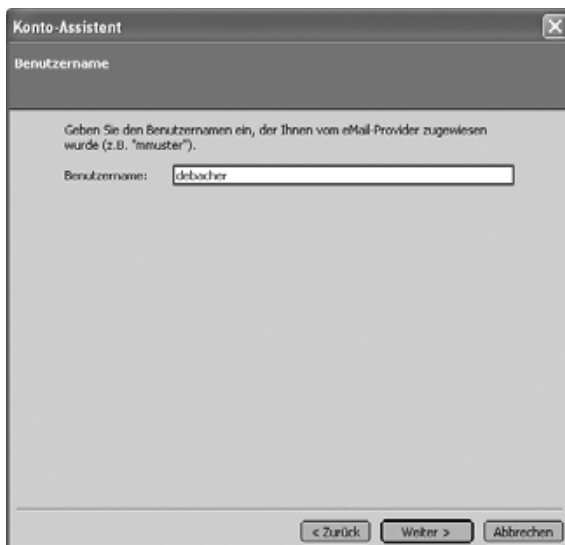 Konto-Assistent
Benutzername
Geben Sie den Benutzernamen ein, der Ihnen vom eMail-Provider zugewiesen
wurde (z.B. "mmuster").
Benutzername: debacher
< Zurück Weiter > Abbrechen